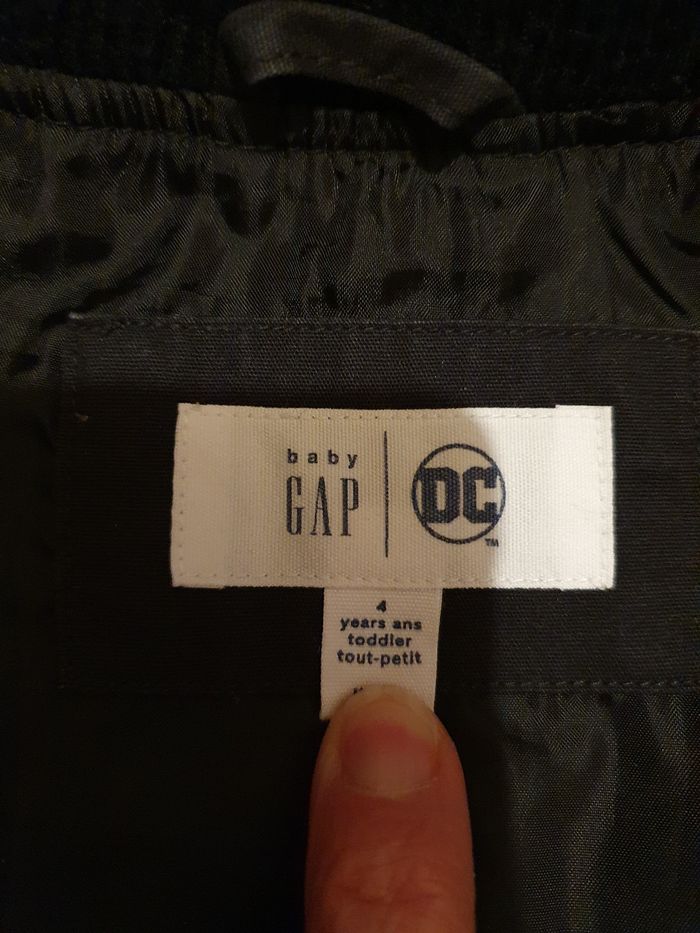 baby
GAP
DC
™
4
years ans
toddler
tout-petit